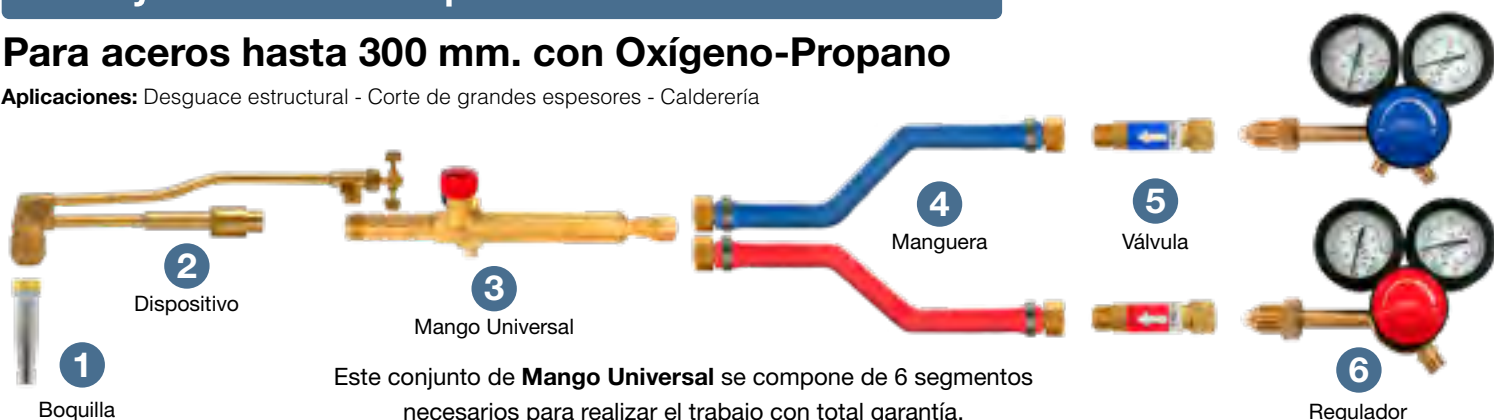 Para aceros hasta 300 mm. con Oxígeno-Propano
Aplicaciones: Desguace estructural - Corte de grandes espesores - Calderería
1
Boquilla
2
Dispositivo
3
Mango Universal
4
Manguera
5
Válvula
6
Regulador
Este conjunto de Mango Universal se compone de 6 segmentos
necesarios para realizar el trabajo con total garantía.